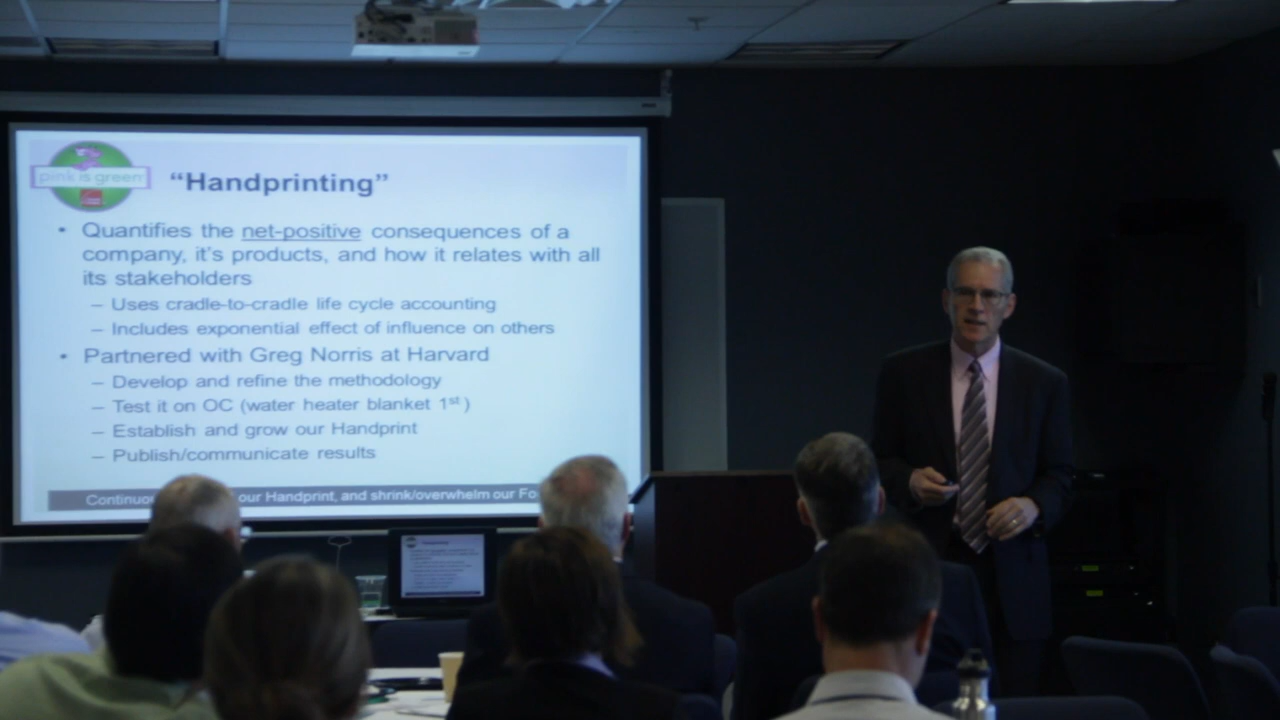 pink is green
“Handprinting”
• Quantifies the net-positive consequences of a
company, it’s products, and how it relates with all
its stakeholders
– Uses cradle-to-cradle life cycle accounting
– Includes exponential effect of influence on others
• Partnered with Greg Norris at Harvard
– Develop and refine the methodology
– Test it on OC (water heater blanket 1st)
– Establish and grow our Handprint
– Publish/communicate results
our Handprint, and shrink/overwhelm our